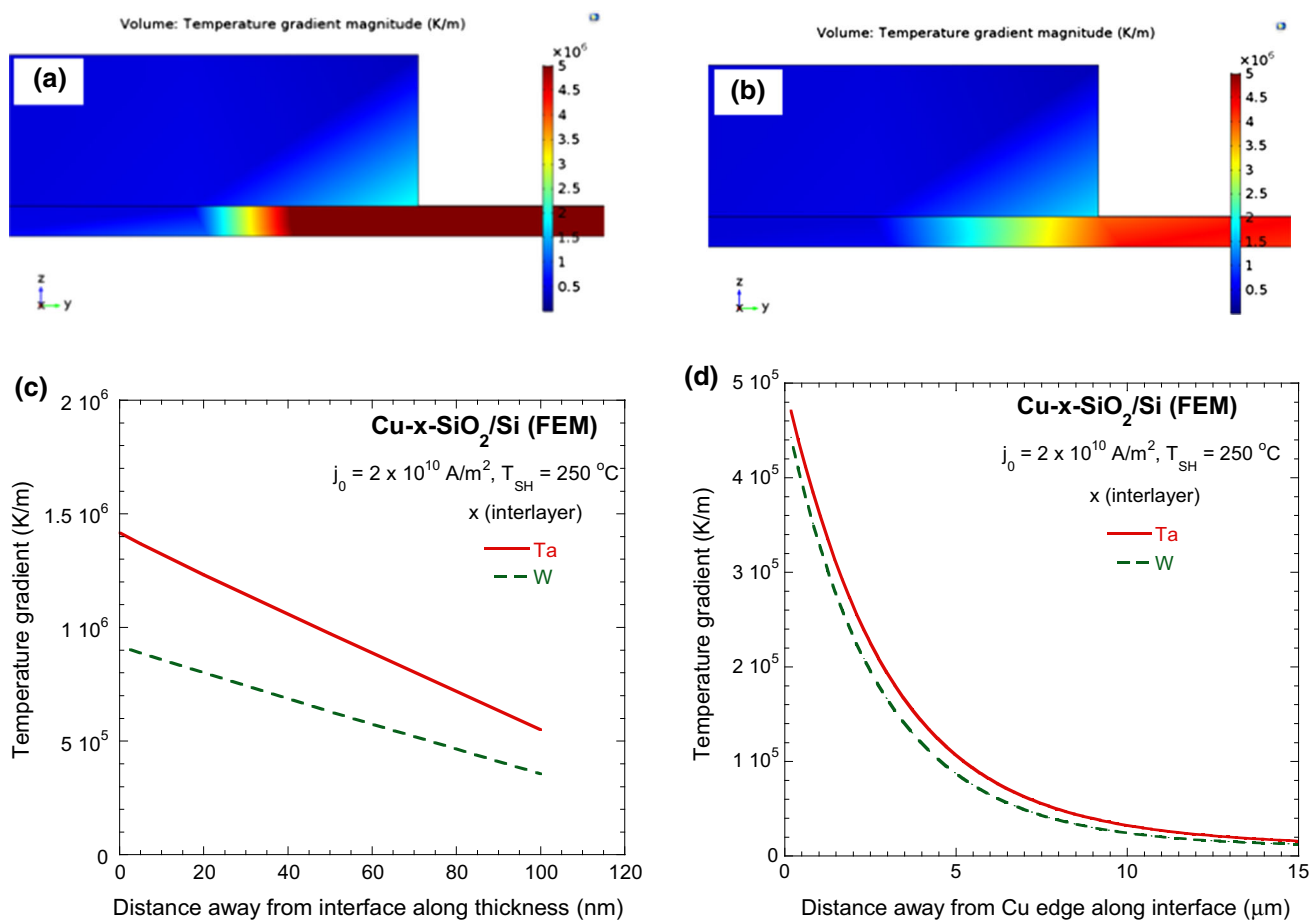 Volume: Temperature gradient magnitude (K/m)
(a)
×10⁶
5
4.5
4
3.5
3
2.5
2
1.5
1
0.5
z
x
y
Volume: Temperature gradient magnitude (K/m)
(b)
×10⁶
5
4.5
4
3.5
3
2.5
2
1.5
1
0.5
z
x
y
(c)
Temperature gradient (K/m)
2 10⁶
1.5 10⁶
1 10⁶
5 10⁵
0
Cu-x-SiO₂/Si (FEM)
j₀ = 2 x 10¹⁰ A/m², T_SH = 250 °C
x (interlayer)
Ta
W
0 20 40 60 80 100 120
Distance away from interface along thickness (nm)
(d)
Temperature gradient (K/m)
5 10⁵
4 10⁵
3 10⁵
2 10⁵
1 10⁵
0
Cu-x-SiO₂/Si (FEM)
j₀ = 2 x 10¹⁰ A/m², T_SH = 250 °C
x (interlayer)
Ta
W
0 5 10 15
Distance away from Cu edge along interface (μm)